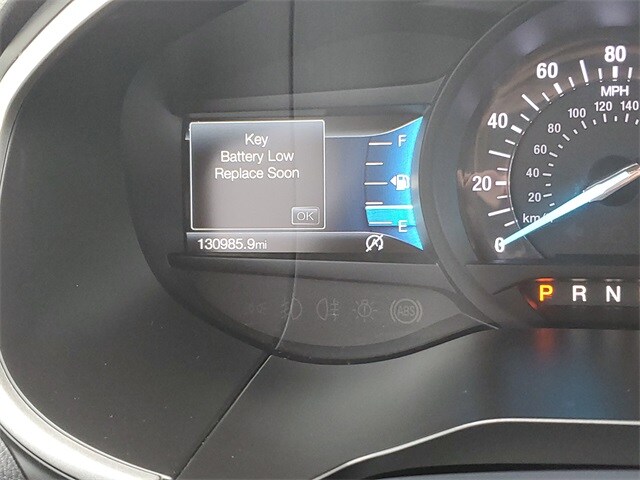 Key
Battery Low
Replace Soon
OK
F
E
130985.9mi
ABS
0 20 40 60 80
MPH
20 40 60 80 100 120 140
km/h
P R N